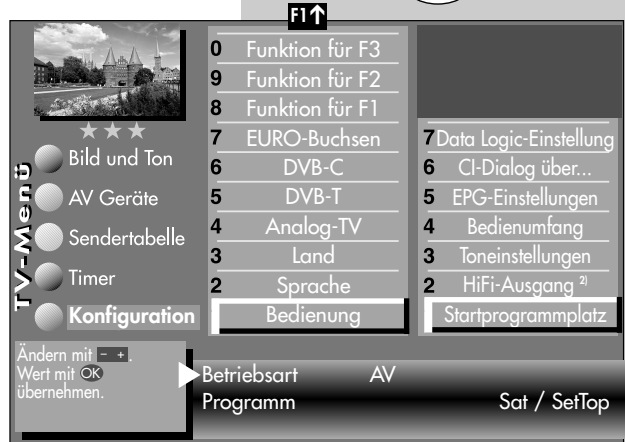 F1↑
TV-Menü
Bild und Ton
AV Geräte
Sendertabelle
Timer
Konfiguration
0 Funktion für F3
9 Funktion für F2
8 Funktion für F1
7 EURO-Buchsen
6 DVB-C
5 DVB-T
4 Analog-TV
3 Land
2 Sprache
Bedienung
7 Data Logic-Einstellung
6 CI-Dialog über...
5 EPG-Einstellungen
4 Bedienumfang
3 Toneinstellungen
2 HiFi-Ausgang ²⁾
Startprogrammplatz
Ändern mit - + .
Wert mit OK
übernehmen.
Betriebsart AV
Programm Sat / SetTop